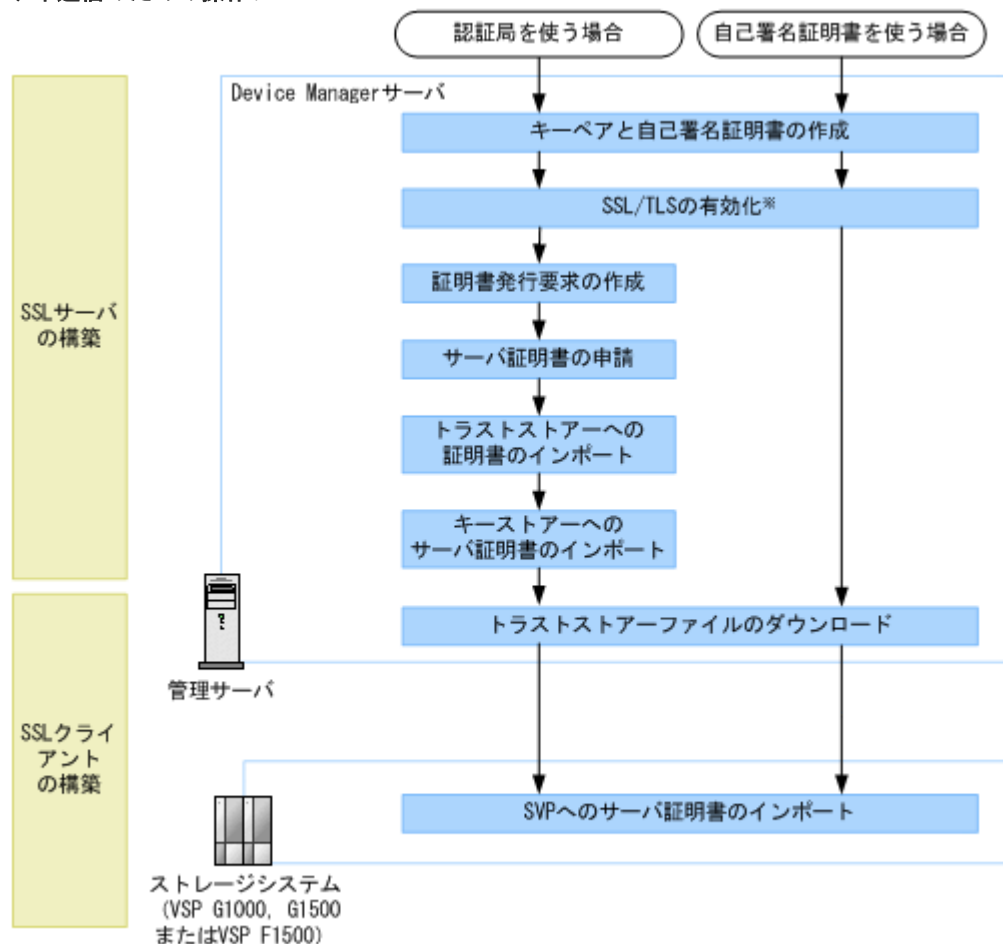 認証局を使う場合
自己署名証明書を使う場合
Device Managerサーバ
キーペアと自己署名証明書の作成
SSL/TLSの有効化※
証明書発行要求の作成
SSLサーバ
の構築
サーバ証明書の申請
トラストストアーへの
証明書のインポート
キーストアーへの
サーバ証明書のインポート
トラストストアーファイルのダウンロード
管理サーバ
SSLクライ
アント
の構築
SVPへのサーバ証明書のインポート
ストレージシステム
(VSP G1000, G1500
またはVSP F1500)